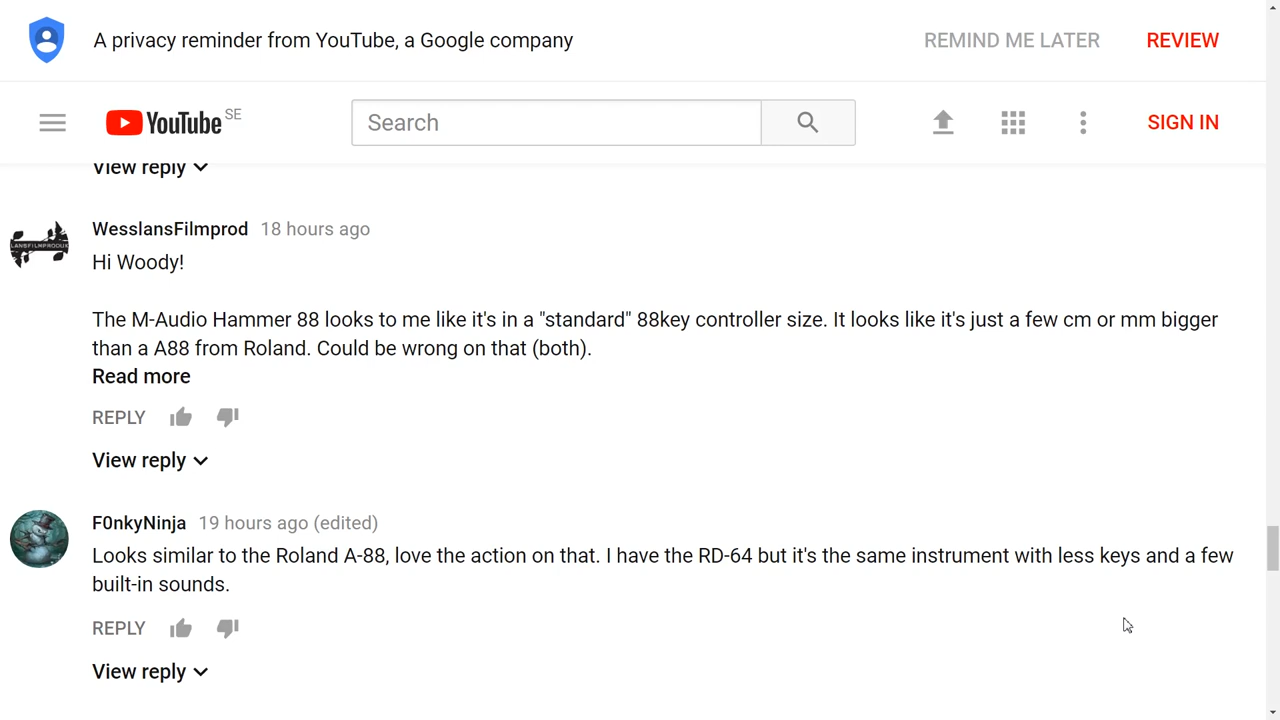 A privacy reminder from YouTube, a Google company
REMIND ME LATER
REVIEW
YouTube SE
Search
SIGN IN
View reply
WesslansFilmprod 18 hours ago
Hi Woody!
The M-Audio Hammer 88 looks to me like it's in a "standard" 88key controller size. It looks like it's just a few cm or mm bigger
than a A88 from Roland. Could be wrong on that (both).
Read more
REPLY
View reply
F0nkyNinja 19 hours ago (edited)
Looks similar to the Roland A-88, love the action on that. I have the RD-64 but it's the same instrument with less keys and a few
built-in sounds.
REPLY
View reply